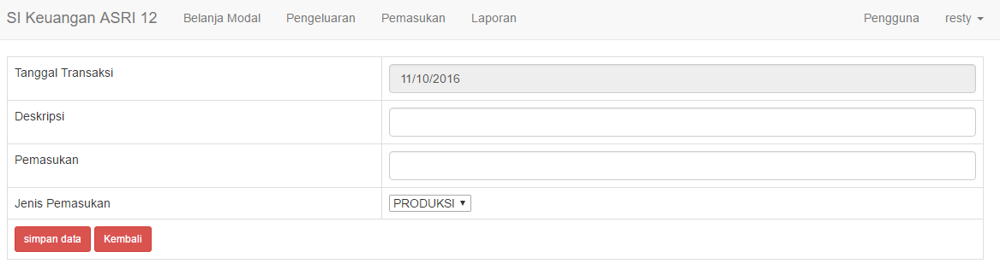 SI Keuangan ASRI 12 Belanja Modal Pengeluaran Pemasukan Laporan Pengguna resty
Tanggal Transaksi 11/10/2016
Deskripsi
Pemasukan
Jenis Pemasukan PRODUKSI
simpan data Kembali